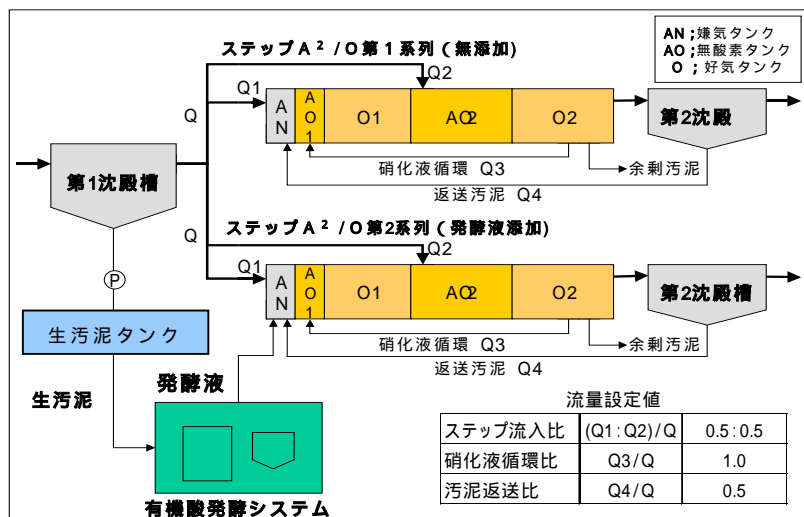 ステップA²/O第1系列(無添加)
AN;嫌気タンク
AO;無酸素タンク
O;好気タンク
Q2
Q1
Q
AN
AO1
O1
AO2
O2
第2沈殿
第1沈殿槽
硝化液循環 Q3
余剰汚泥
返送汚泥 Q4
ステップA²/O第2系列(発酵液添加)
Q
Q2
Q1
P
AN
AO1
O1
AO2
O2
第2沈殿槽
生汚泥タンク
硝化液循環 Q3
余剰汚泥
返送汚泥 Q4
発酵液
生汚泥
有機酸発酵システム
流量設定値
ステップ流入比 (Q1:Q2)/Q 0.5:0.5
硝化液循環比 Q3/Q 1.0
汚泥返送比 Q4/Q 0.5